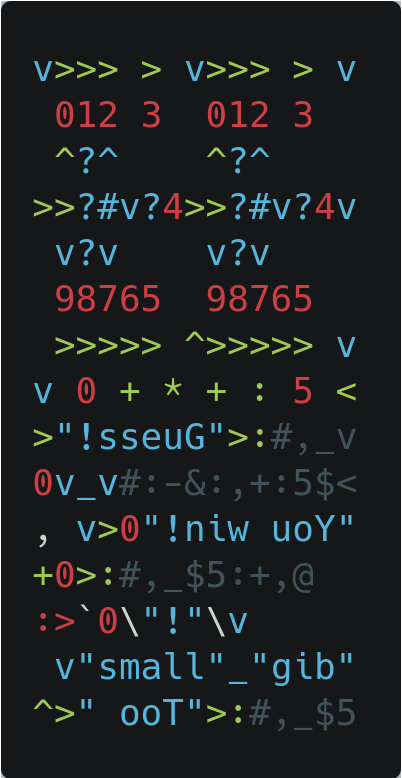 v>>> > v>>> > v
 012 3  012 3
 ^?^    ^?^
>>?#v?4>>?#v?4v
 v?v    v?v
 98765  98765
 >>>>> ^>>>>> v
v 0 + * + : 5 <
>"!sseuG">:#,_v
0v_v#:-&:,+:5$<
, v>0"!niw uoY"
+0>:#,_$5:+,@
:>`0\"!"\v
 v"small"_"gib"
^>" ooT">:#,_$5